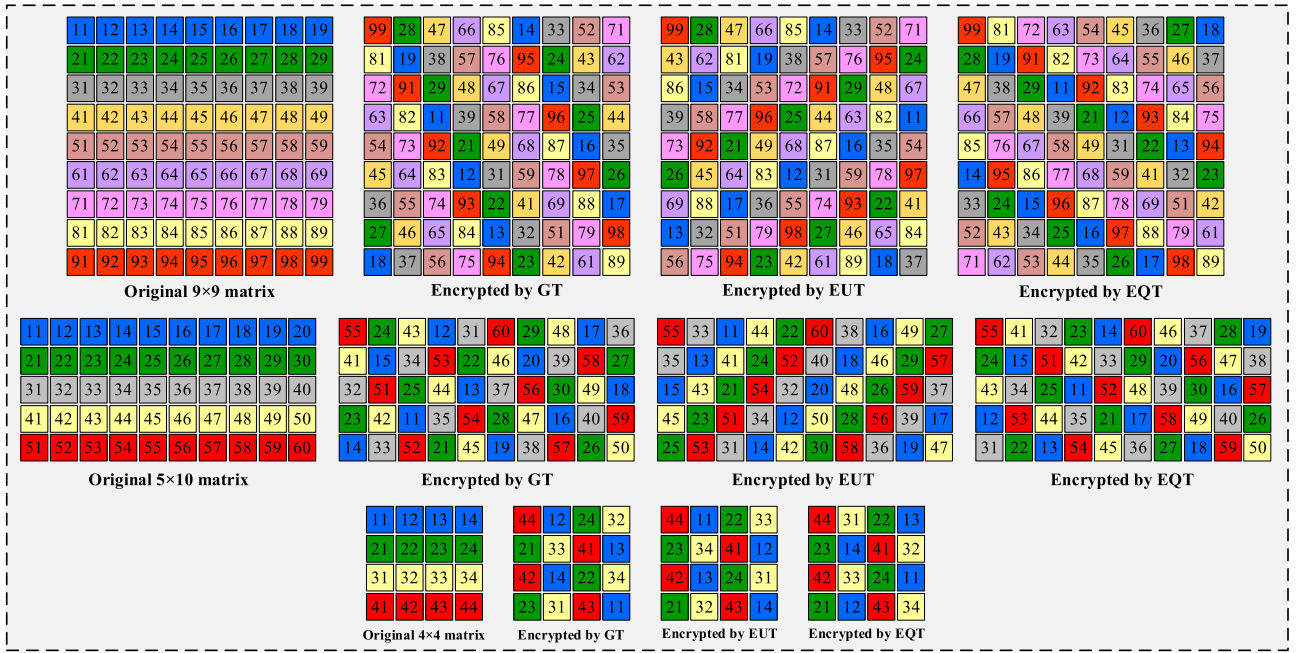 11 12 13 14 15 16 17 18 19
21 22 23 24 25 26 27 28 29
31 32 33 34 35 36 37 38 39
41 42 43 44 45 46 47 48 49
51 52 53 54 55 56 57 58 59
61 62 63 64 65 66 67 68 69
71 72 73 74 75 76 77 78 79
81 82 83 84 85 86 87 88 89
91 92 93 94 95 96 97 98 99
Original 9×9 matrix
99 28 47 66 85 14 33 52 71
81 19 38 57 76 95 24 43 62
72 91 29 48 67 86 15 34 53
63 82 11 39 58 77 96 25 44
54 73 92 21 49 68 87 16 35
45 64 83 12 31 59 78 97 26
36 55 74 93 22 41 69 88 17
27 46 65 84 13 32 51 79 98
18 37 56 75 94 23 42 61 89
Encrypted by GT
99 28 47 66 85 14 33 52 71
43 62 81 19 38 57 76 95 24
86 15 34 53 72 91 29 48 67
39 58 77 96 25 44 63 82 11
73 92 21 49 68 87 16 35 54
26 45 64 83 12 31 59 78 97
69 88 17 36 55 74 93 22 41
13 32 51 79 98 27 46 65 84
56 75 94 23 42 61 89 18 37
Encrypted by EUT
99 81 72 63 54 45 36 27 18
28 19 91 82 73 64 55 46 37
47 38 29 11 92 83 74 65 56
66 57 48 39 21 12 93 84 75
85 76 67 58 49 31 22 13 94
14 95 86 77 68 59 41 32 23
33 24 15 96 87 78 69 51 42
52 43 34 25 16 97 88 79 61
71 62 53 44 35 26 17 98 89
Encrypted by EQT
11 12 13 14 15 16 17 18 19 20
21 22 23 24 25 26 27 28 29 30
31 32 33 34 35 36 37 38 39 40
41 42 43 44 45 46 47 48 49 50
51 52 53 54 55 56 57 58 59 60
Original 5×10 matrix
55 24 43 12 31 60 29 48 17 36
41 15 34 53 22 46 20 39 58 27
32 51 25 44 13 37 56 30 49 18
23 42 11 35 54 28 47 16 40 59
14 33 52 21 45 19 38 57 26 50
Encrypted by GT
55 33 11 44 22 60 38 16 49 27
35 13 41 24 52 40 18 46 29 57
15 43 21 54 32 20 48 26 59 37
45 23 51 34 12 50 28 56 39 17
25 53 31 14 42 30 58 36 19 47
Encrypted by EUT
55 41 32 23 14 60 46 37 28 19
24 15 51 42 33 29 20 56 47 38
43 34 25 11 52 48 39 30 16 57
12 53 44 35 21 17 58 49 40 26
31 22 13 54 45 36 27 18 59 50
Encrypted by EQT
11 12 13 14
21 22 23 24
31 32 33 34
41 42 43 44
Original 4×4 matrix
44 12 24 32
21 33 41 13
42 14 22 34
23 31 43 11
Encrypted by GT
44 11 22 33
23 34 41 12
42 13 24 31
21 32 43 14
Encrypted by EUT
44 31 22 13
23 14 41 32
42 33 24 11
21 12 43 34
Encrypted by EQT